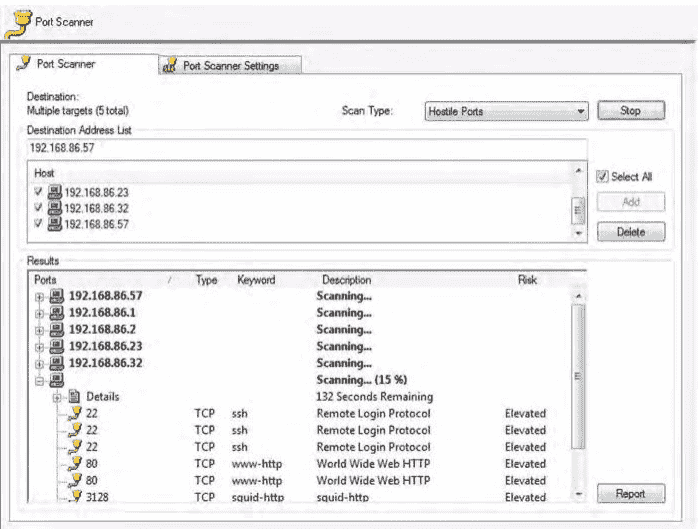 Port Scanner
Port Scanner
Port Scanner Settings
Destination:
Multiple targets (5 total)
Scan Type:
Hostile Ports
Stop
Destination Address List
192.168.86.57
Host
192.168.86.23
192.168.86.32
192.168.86.57
Select All
Add
Delete
Results
Ports / Type Keyword Description Risk
192.168.86.57 Scanning...
192.168.86.1 Scanning...
192.168.86.2 Scanning...
192.168.86.23 Scanning...
192.168.86.32 Scanning...
Scanning... (15 %)
Details 132 Seconds Remaining
22 TCP ssh Remote Login Protocol Elevated
22 TCP ssh Remote Login Protocol Elevated
22 TCP ssh Remote Login Protocol Elevated
80 TCP www-http World Wide Web HTTP Elevated
80 TCP www-http World Wide Web HTTP Elevated
3128 TCP squid-http squid-http Elevated
Report